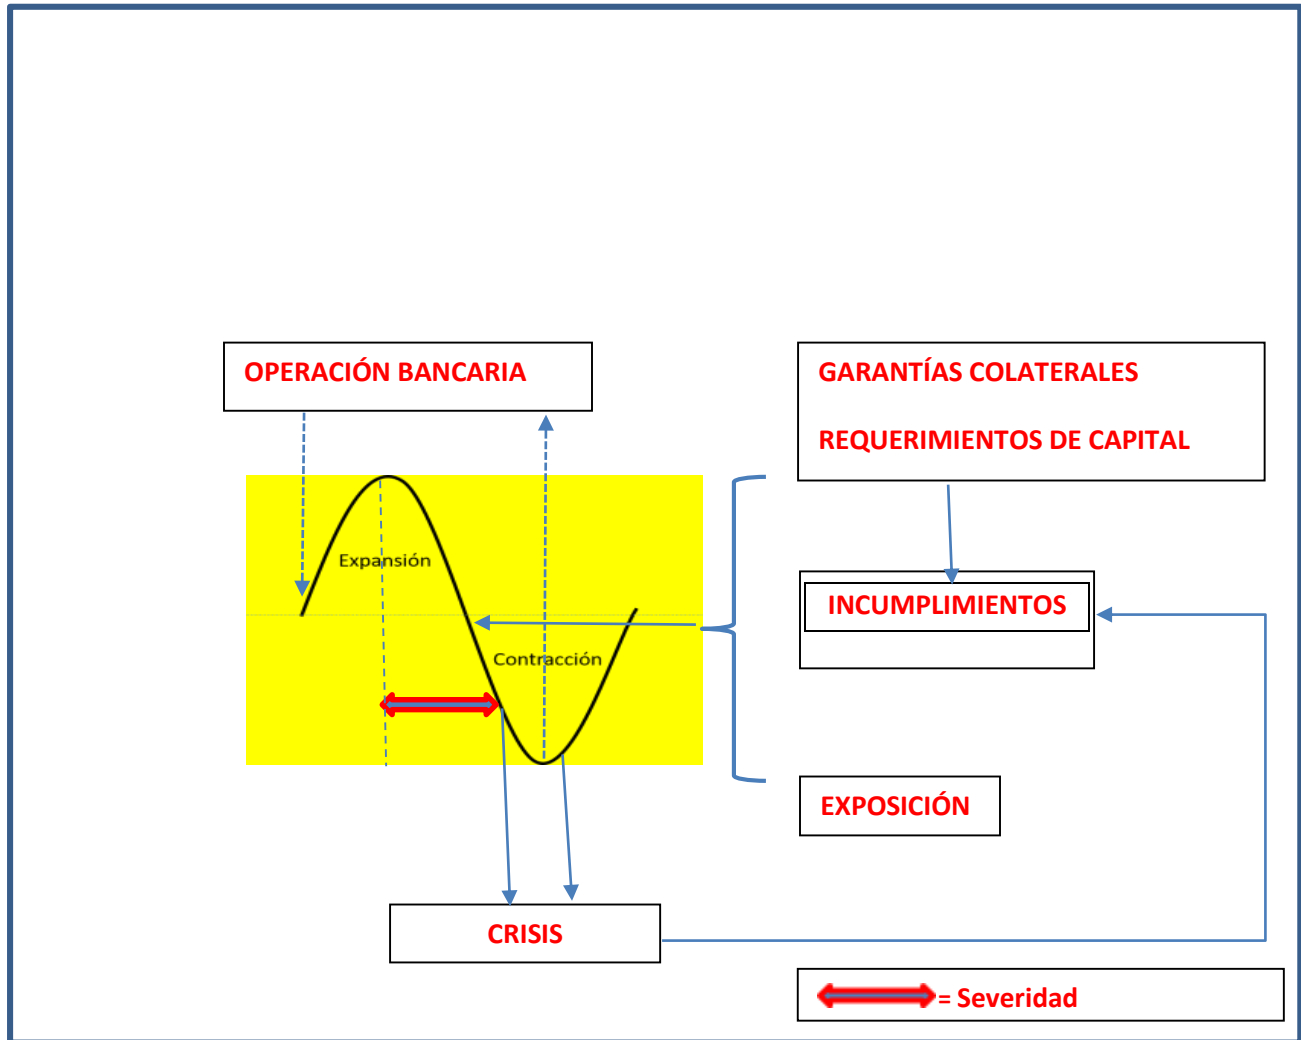 OPERACIÓN BANCARIA
GARANTÍAS COLATERALES
REQUERIMIENTOS DE CAPITAL
Expansión
INCUMPLIMIENTOS
Contracción
EXPOSICIÓN
CRISIS
= Severidad